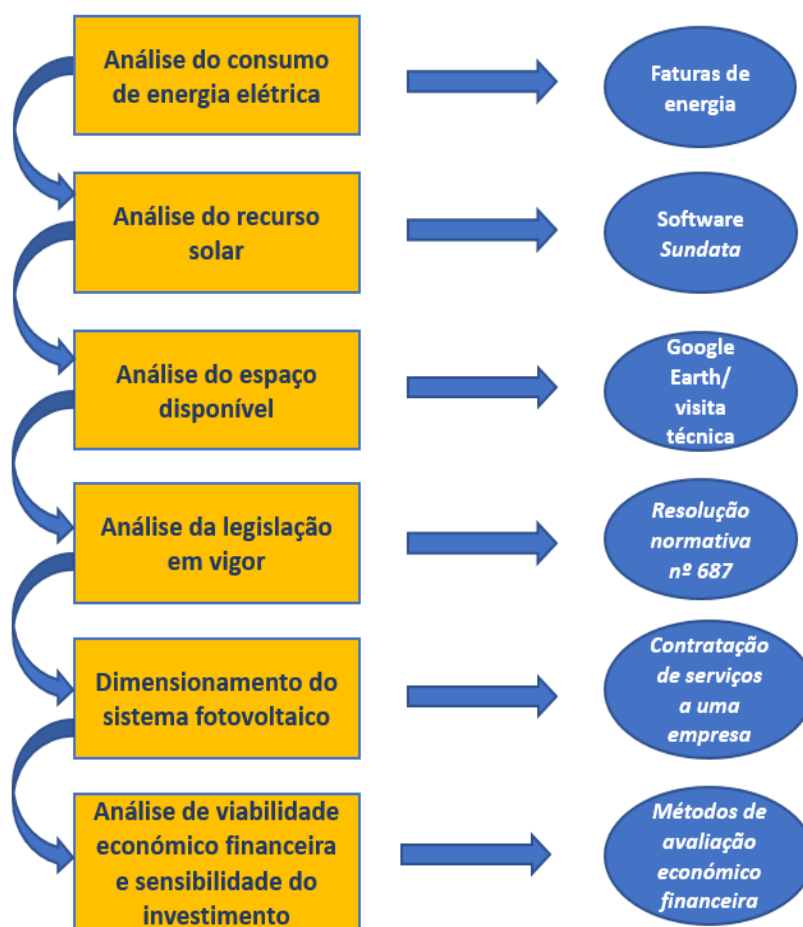 Análise do consumo
de energia elétrica
Faturas de
energia
Análise do recurso
solar
Software
Sundata
Análise do espaço
disponível
Google
Earth/
visita
técnica
Análise da legislação
em vigor
Resolução
normativa
nº 687
Dimensionamento do
sistema fotovoltaico
Contratação
de serviços
a uma
empresa
Análise de viabilidade
económico financeira
e sensibilidade do
investimento
Métodos de
avaliação
económico
financeira